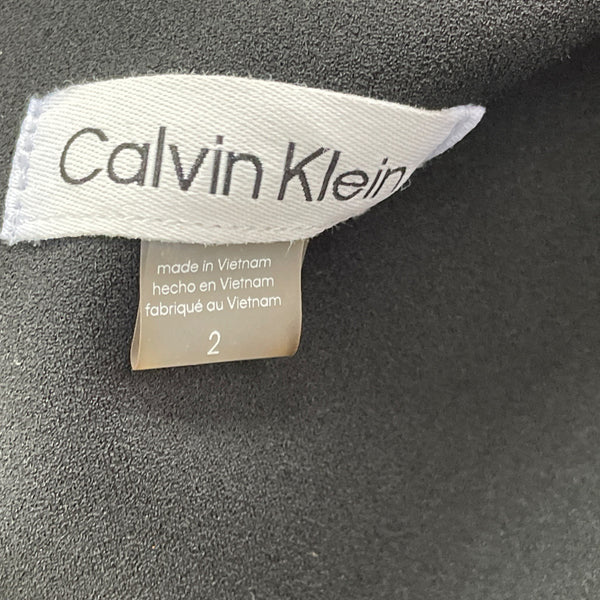 Calvin Klein
made in Vietnam
hecho en Vietnam
fabriqué au Vietnam
2